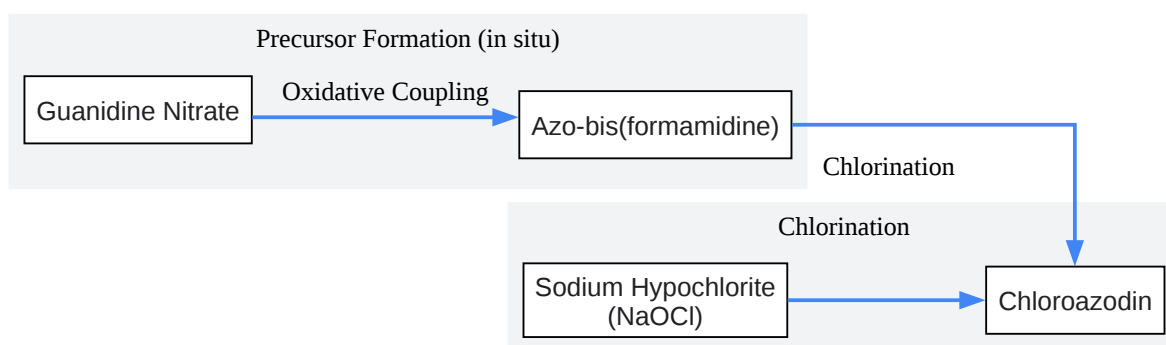 Precursor Formation (in situ)
Guanidine Nitrate
Oxidative Coupling
Azo-bis(formamidine)
Chlorination
Chlorination
Sodium Hypochlorite
(NaOCl)
Chloroazodin